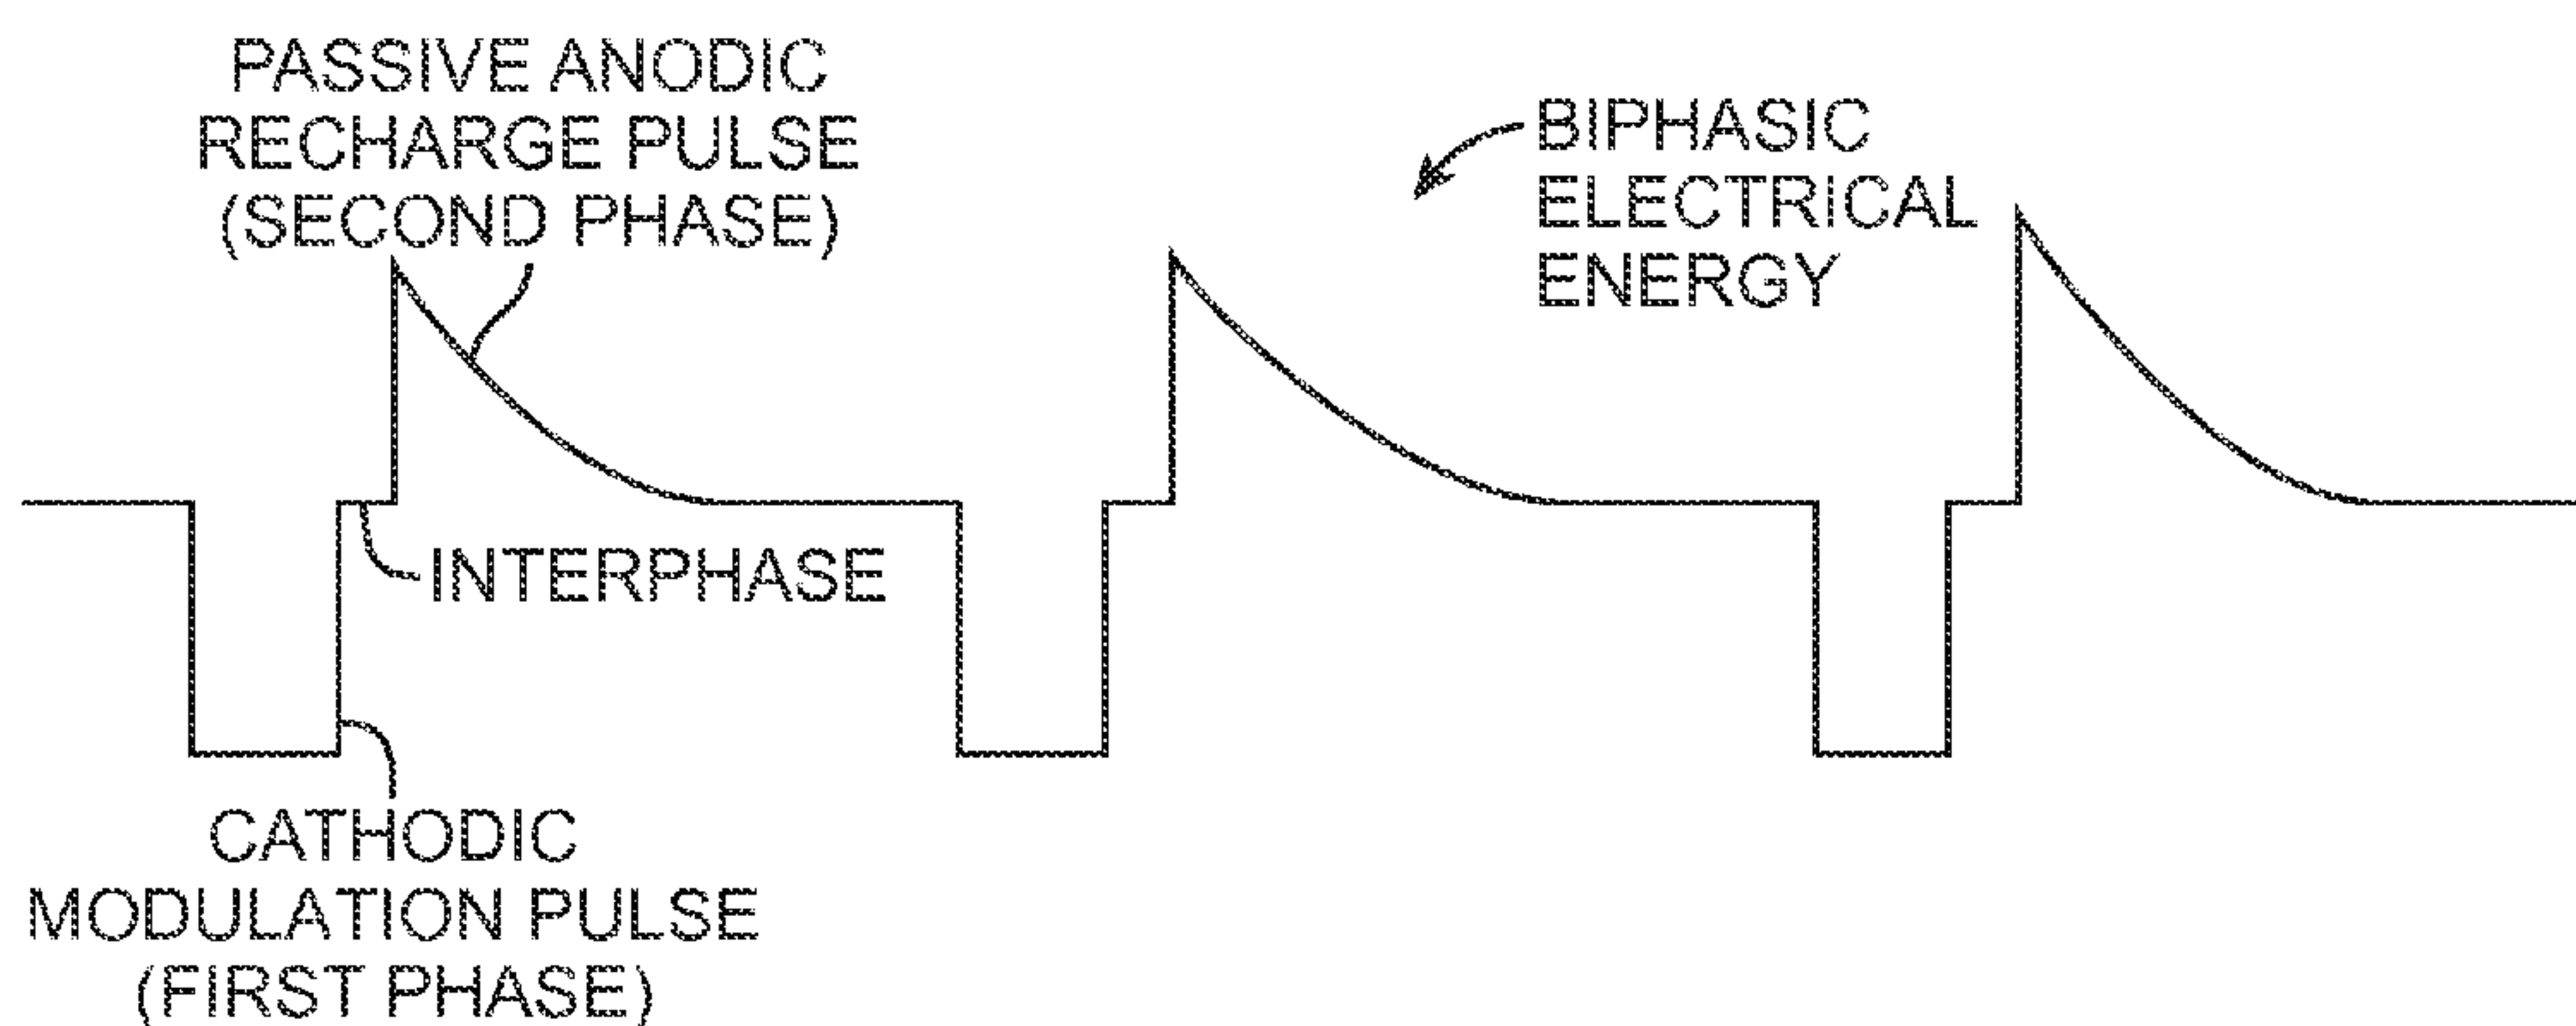 PASSIVE ANODIC
RECHARGE PULSE
(SECOND PHASE)
BIPHASIC
ELECTRICAL
ENERGY
INTERPHASE
CATHODIC
MODULATION PULSE
(FIRST PHASE)